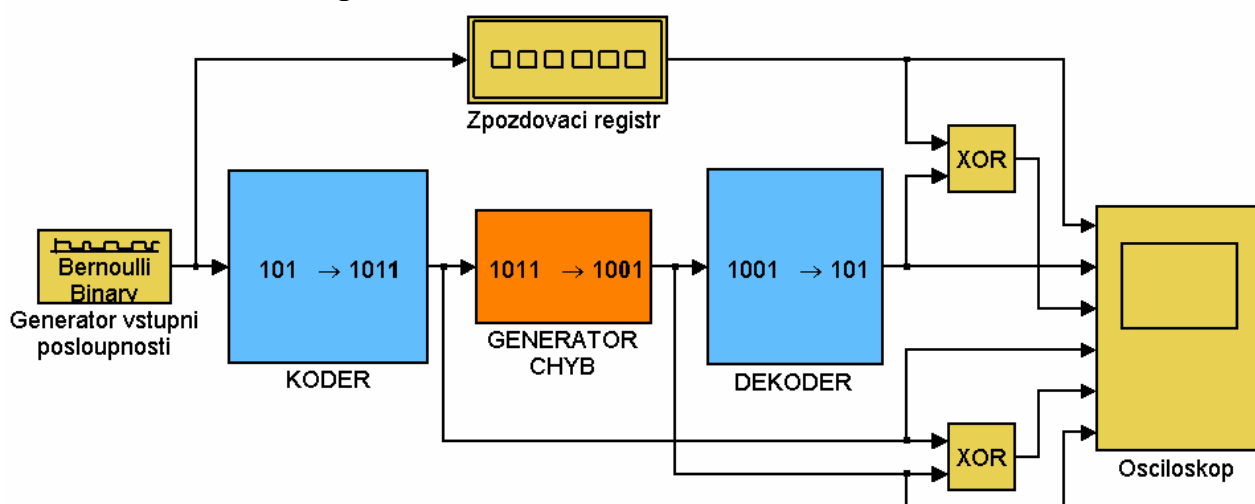 Zpozdovaci registr
XOR
Bernoulli
Binary
Generator vstupni
posloupnosti
101 → 1011
KODER
1011 → 1001
GENERATOR
CHYB
1001 → 101
DEKODER
XOR
Osciloskop